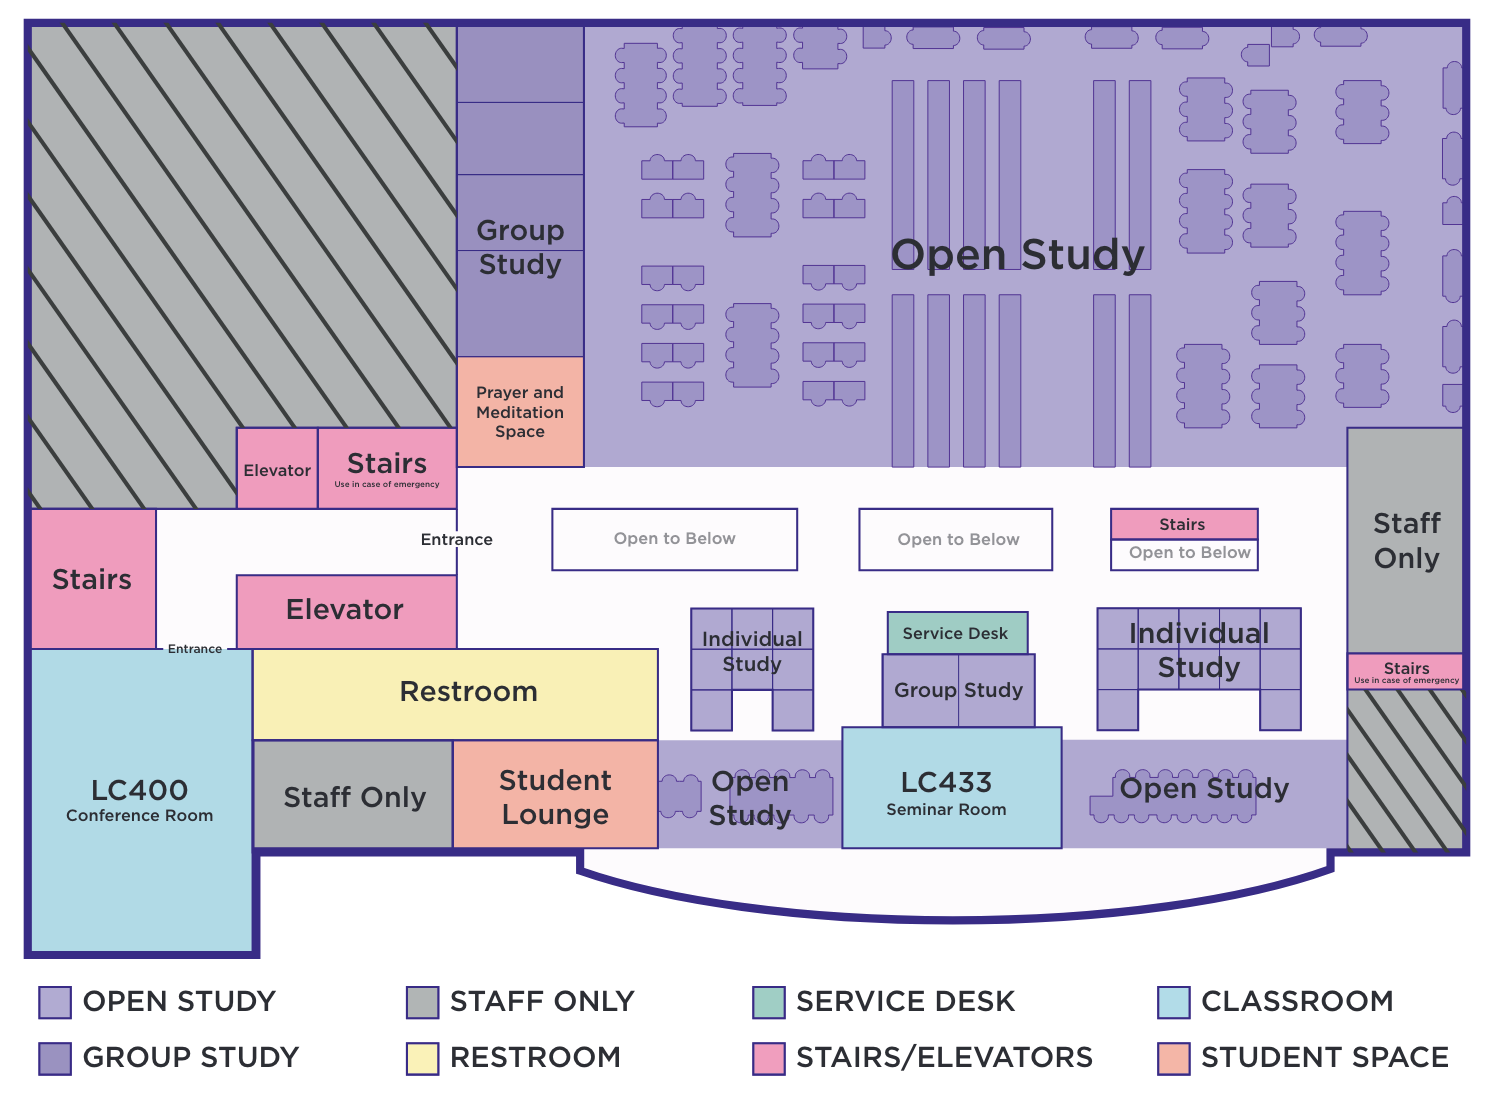 Group
Study
Open Study
Prayer and
Meditation
Space
Elevator
Stairs
Use in case of emergency
Entrance
Open to Below
Open to Below
Stairs
Open to Below
Staff
Only
Stairs
Elevator
Entrance
Individual
Study
Service Desk
Group Study
Individual
Study
Stairs
Use in case of emergency
Restroom
LC400
Conference Room
Staff Only
Student
Lounge
Open
Study
LC433
Seminar Room
Open Study
OPEN STUDY
STAFF ONLY
SERVICE DESK
CLASSROOM
GROUP STUDY
RESTROOM
STAIRS/ELEVATORS
STUDENT SPACE